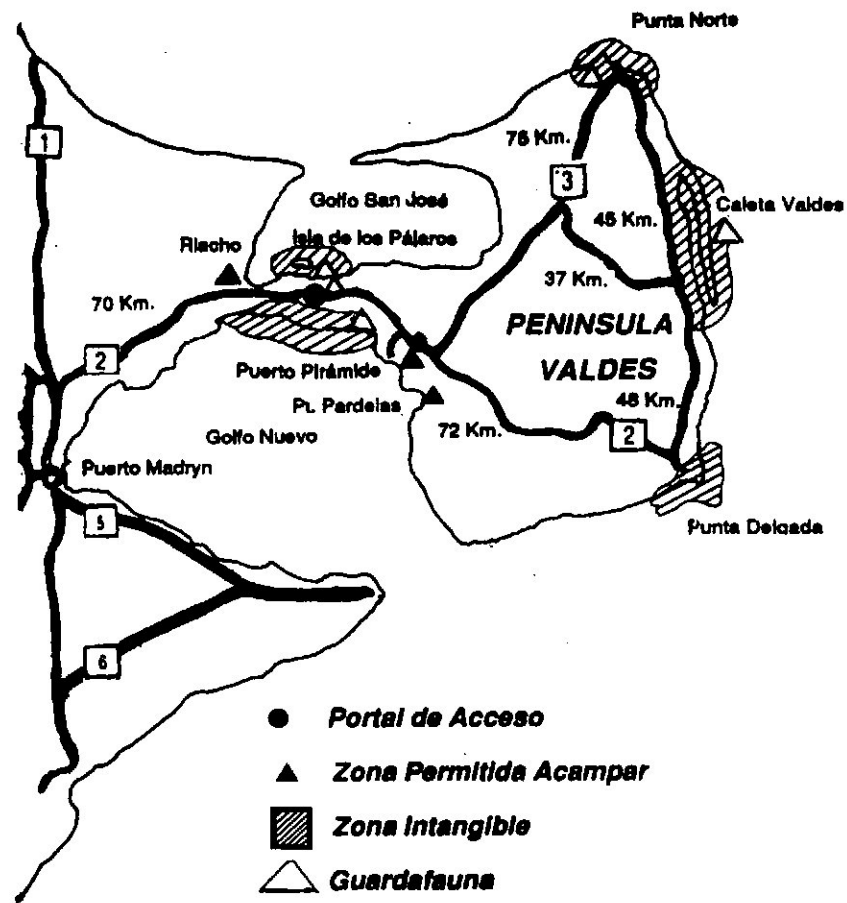 Punta Norte
1
76 Km.
3
Golfo San José
45 Km.
Caleta Valdes
Isla de los Pájaros
Riacho
37 Km.
70 Km.
PENINSULA
VALDES
2
Puerto Pirámide
Pt. Pardelas
48 Km.
72 Km.
2
Golfo Nuevo
Puerto Madryn
5
Punta Delgada
6
Portal de Acceso
Zona Permitida Acampar
Zona Intangible
Guardafauna